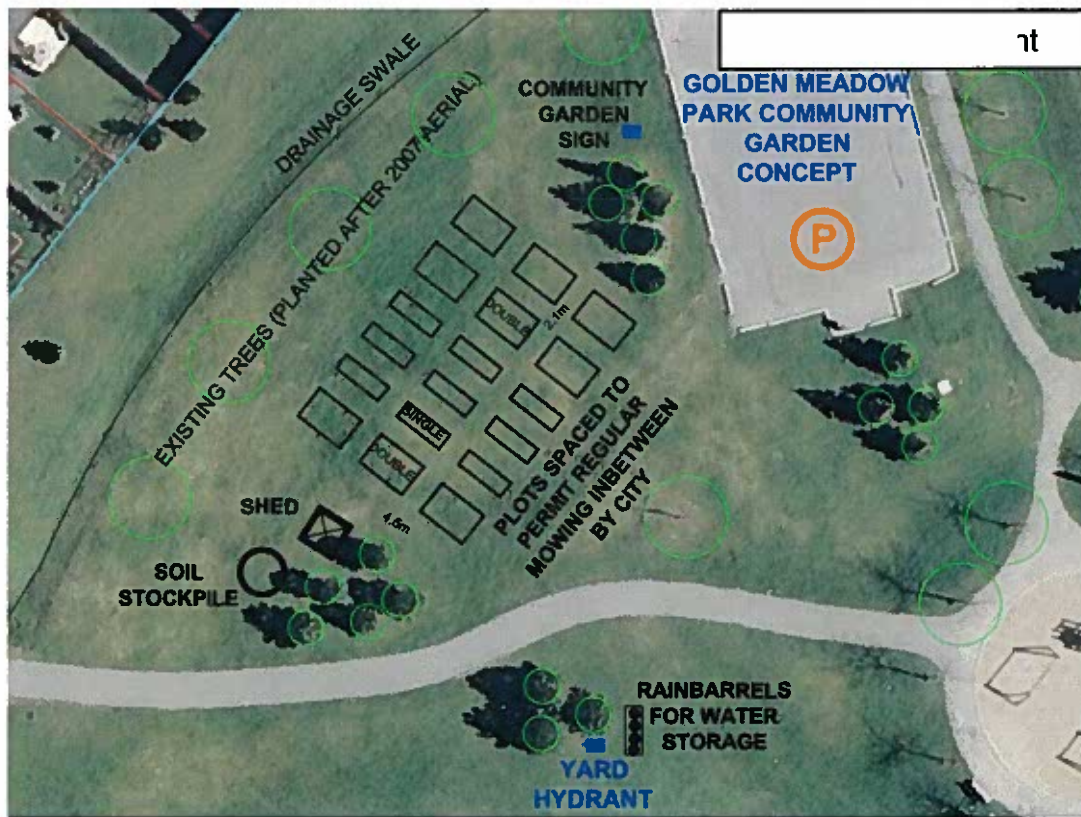 nt
GOLDEN MEADOW
PARK COMMUNITY
GARDEN
CONCEPT
P
COMMUNITY
GARDEN
SIGN
DRAINAGE SWALE
EXISTING TREES (PLANTED AFTER 2007 AERIAL)
DOUBLE
2.1m
SINGLE
DOUBLE
4.5m
PLOTS SPACED TO
PERMIT REGULAR
MOWING INBETWEEN
BY CITY
SHED
SOIL
STOCKPILE
RAINBARRELS
FOR WATER
STORAGE
YARD
HYDRANT